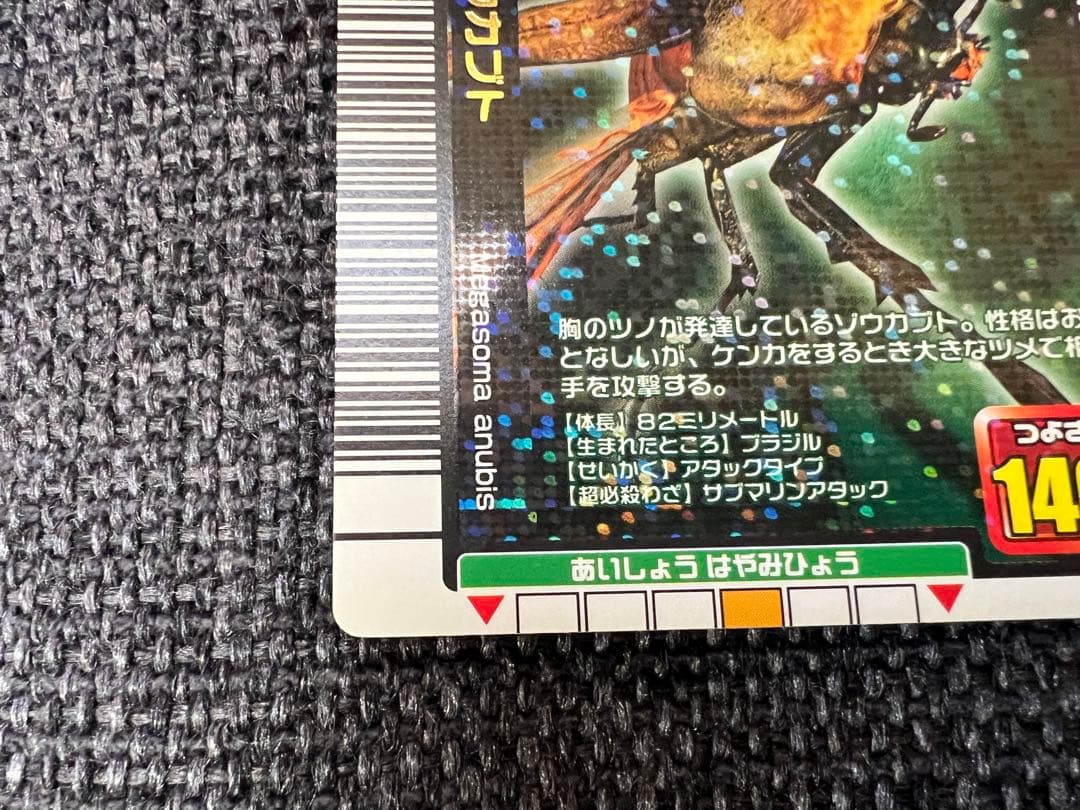 カブト
Megasoma anubis
胸のツノが発達しているゾウカブト。性格はお
となしいが、ケンカをするとき大きなツメで相
手を攻撃する。
【体長】82ミリメートル
【生まれたところ】ブラジル
【せいかく】アタックタイプ
【超必殺わざ】サブマリンアタック
つよさ
14
あいしょうはやみひょう